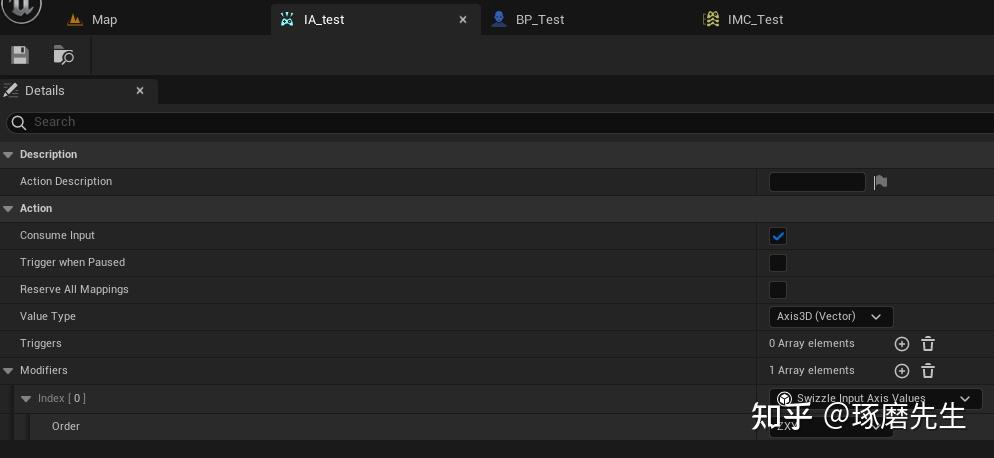 Map IA_test BP_Test IMC_Test
Details
Search
Description
Action Description
Action
Consume Input
Trigger when Paused
Reserve All Mappings
Value Type Axis3D (Vector)
Triggers 0 Array elements
Modifiers 1 Array elements
Index [ 0 ] Swizzle Input Axis Values
Order
知乎 @琢磨先生